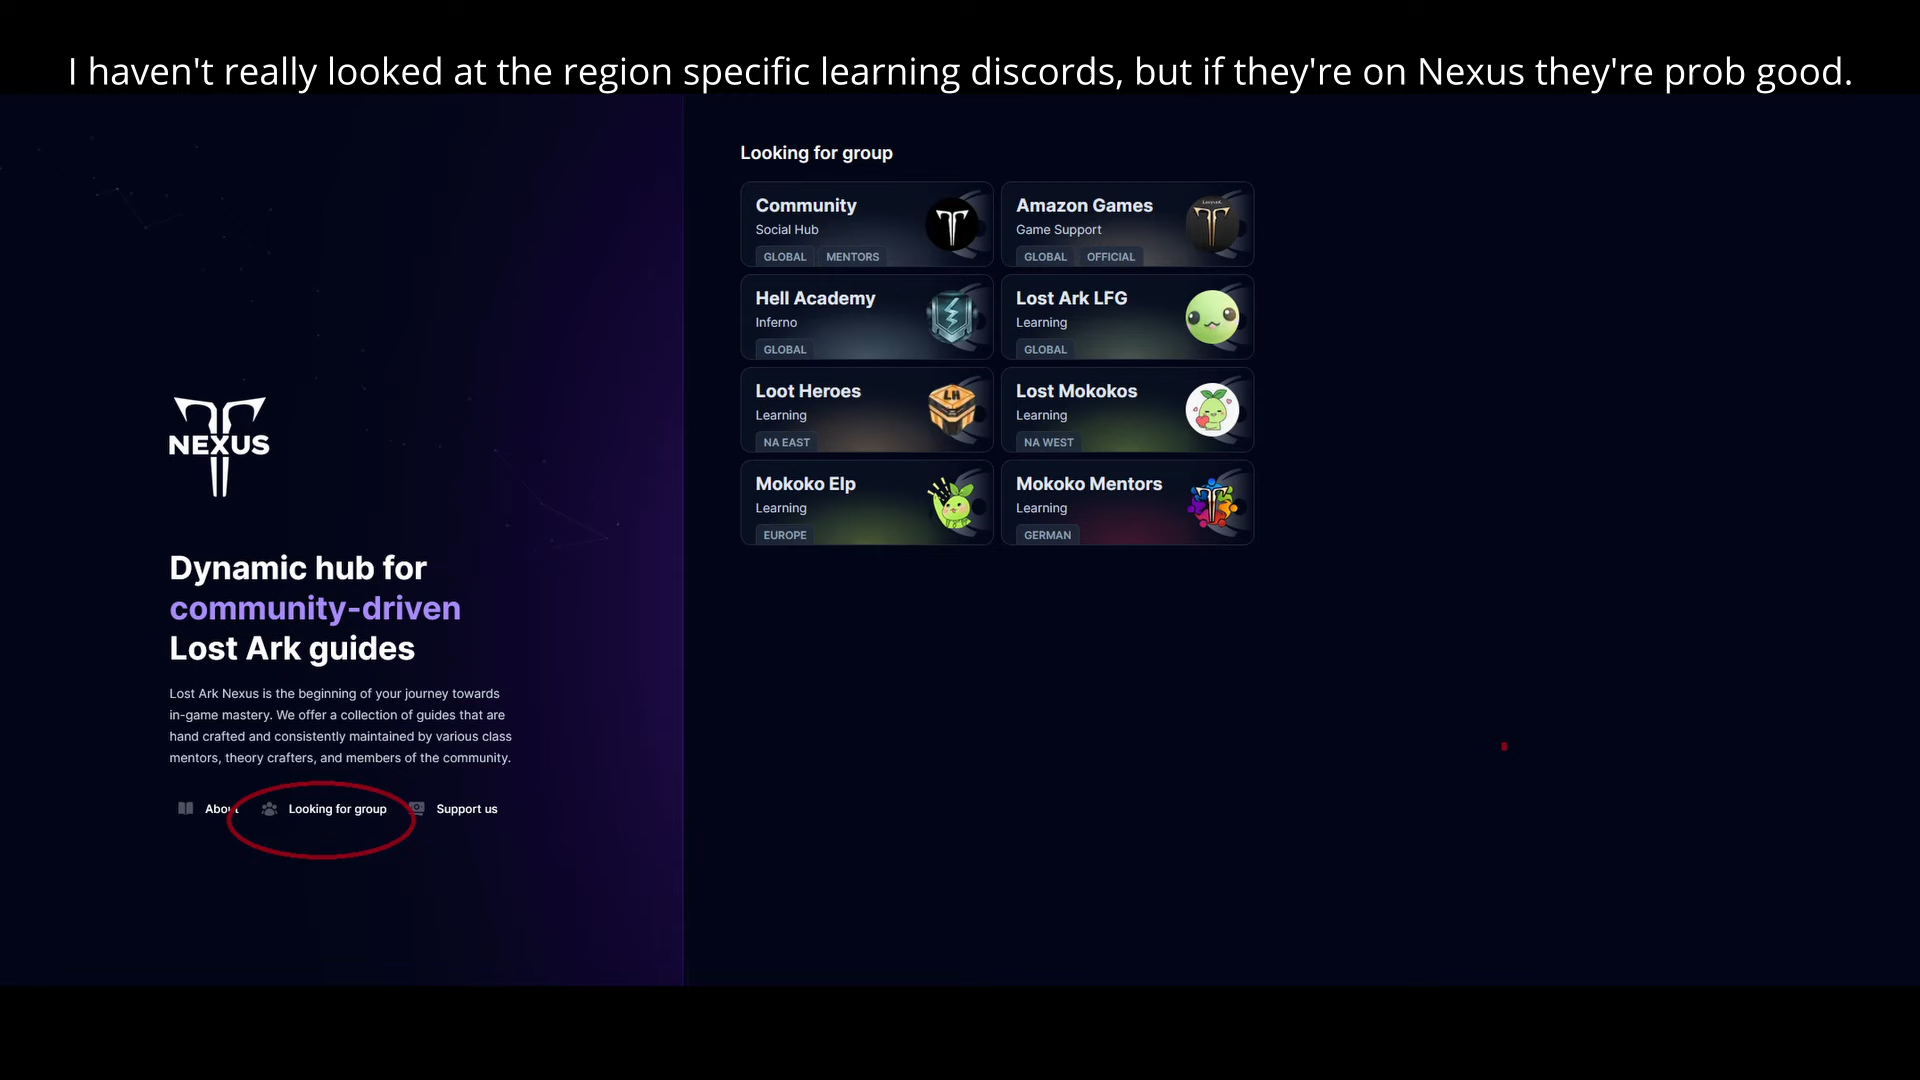 I haven't really looked at the region specific learning discords, but if they're on Nexus they're prob good.
NEXUS
Dynamic hub for
community-driven
Lost Ark guides
Lost Ark Nexus is the beginning of your journey towards
in-game mastery. We offer a collection of guides that are
hand crafted and consistently maintained by various class
mentors, theory crafters, and members of the community.
About
Looking for group
Support us
Looking for group
Community
Social Hub
GLOBAL MENTORS
Amazon Games
Game Support
GLOBAL OFFICIAL
Hell Academy
Inferno
GLOBAL
Lost Ark LFG
Learning
GLOBAL
Loot Heroes
Learning
NA EAST
LH
Lost Mokokos
Learning
NA WEST
Mokoko Elp
Learning
EUROPE
Mokoko Mentors
Learning
GERMAN